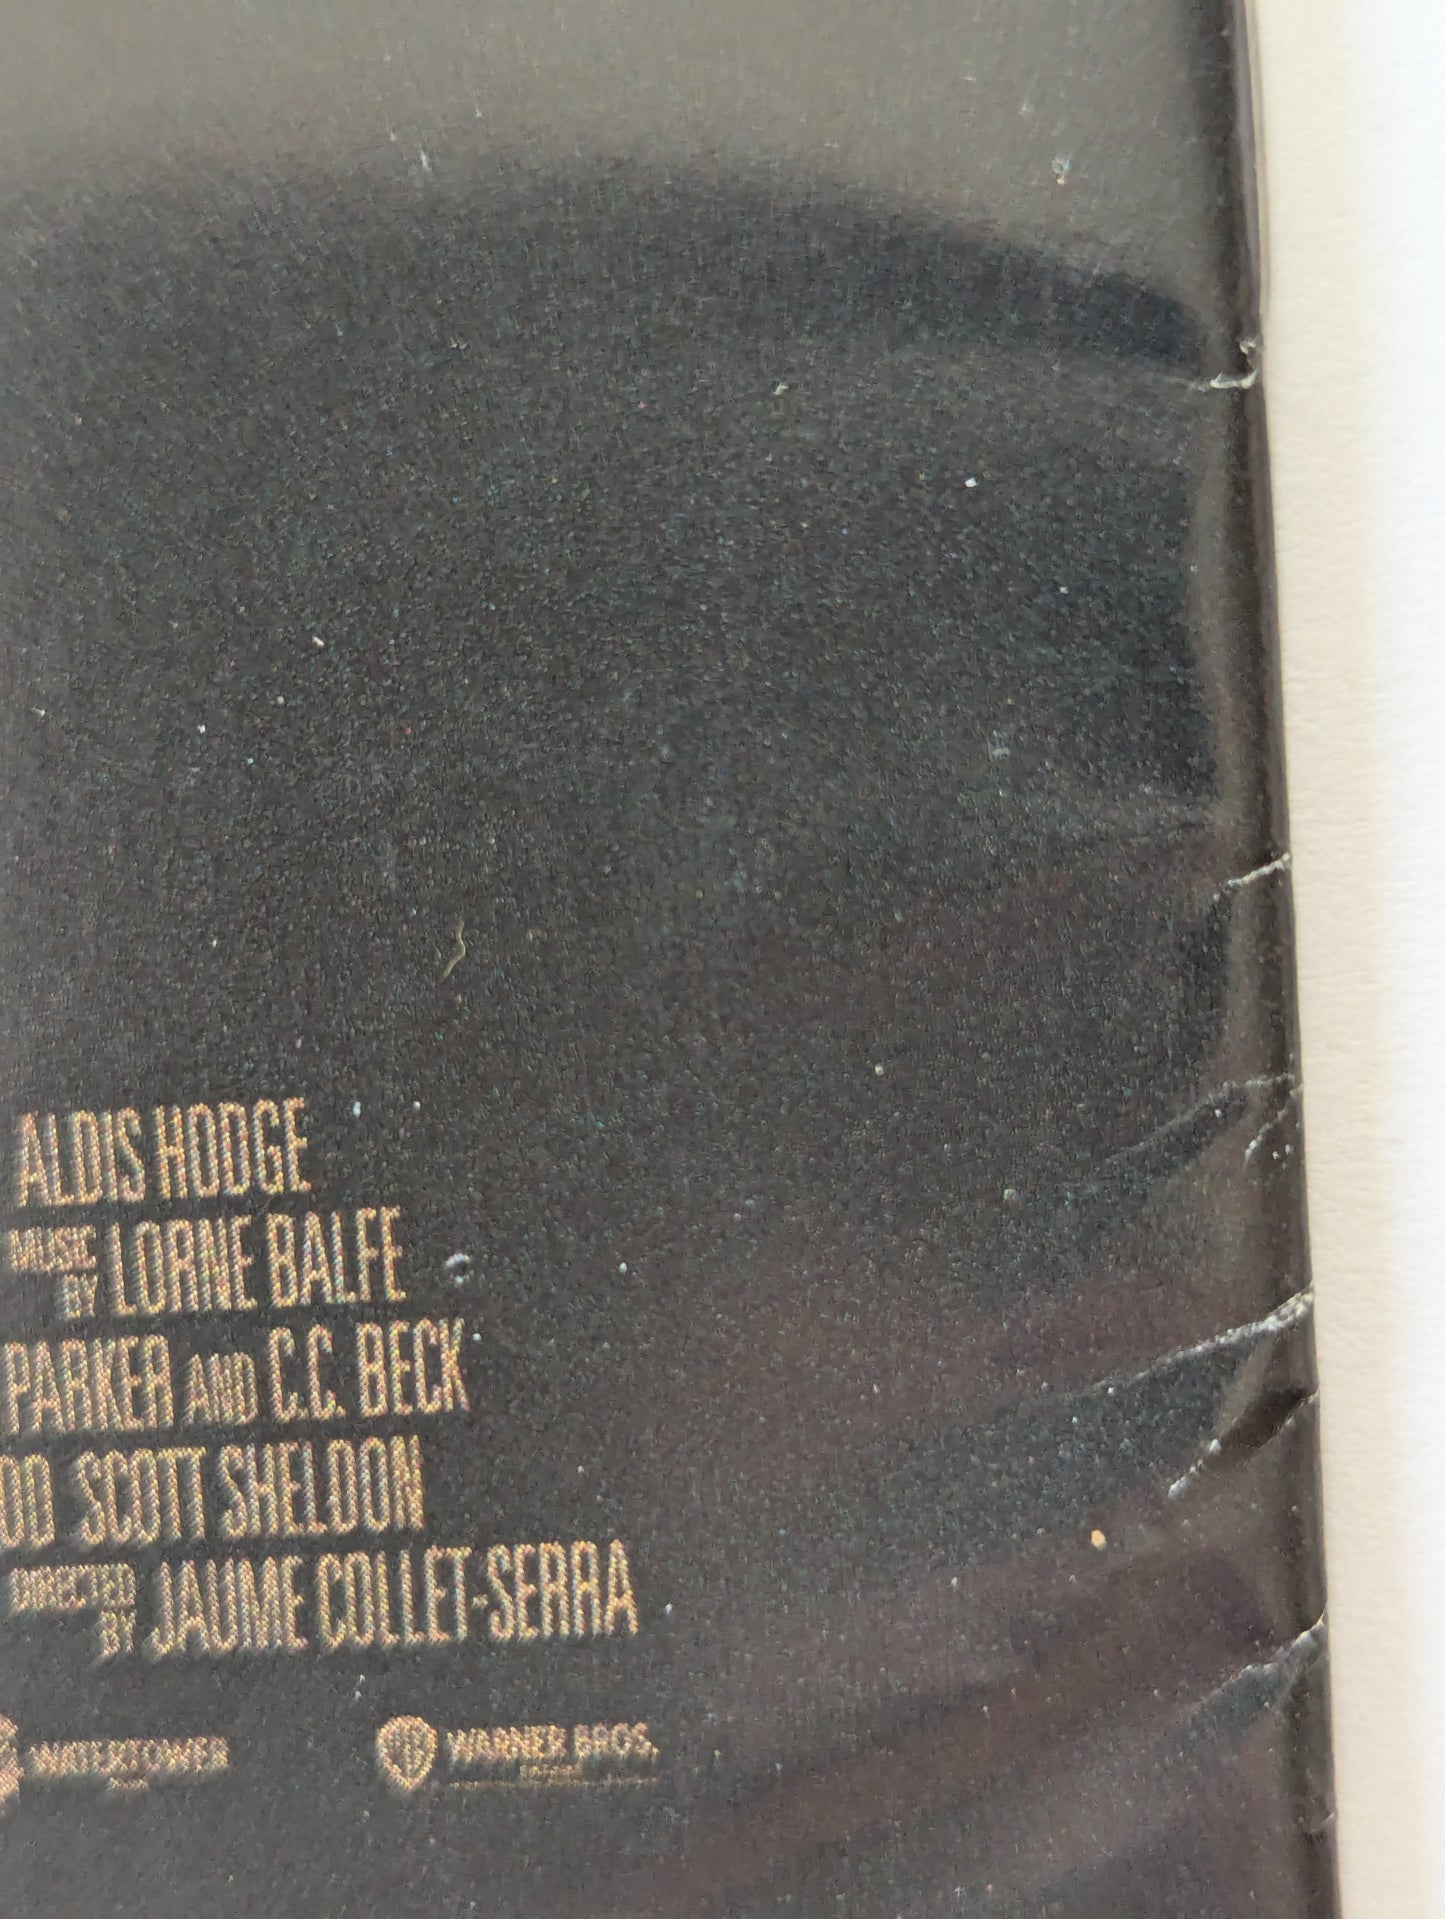 ALDIS HODGE
MUSIC BY LORNE BALFE
PARKER AND C.C. BECK
OD SCOTT SHELDON
DIRECTED BY JAUME COLLET-SERRA
WATERTOWER
WARNER BROS.